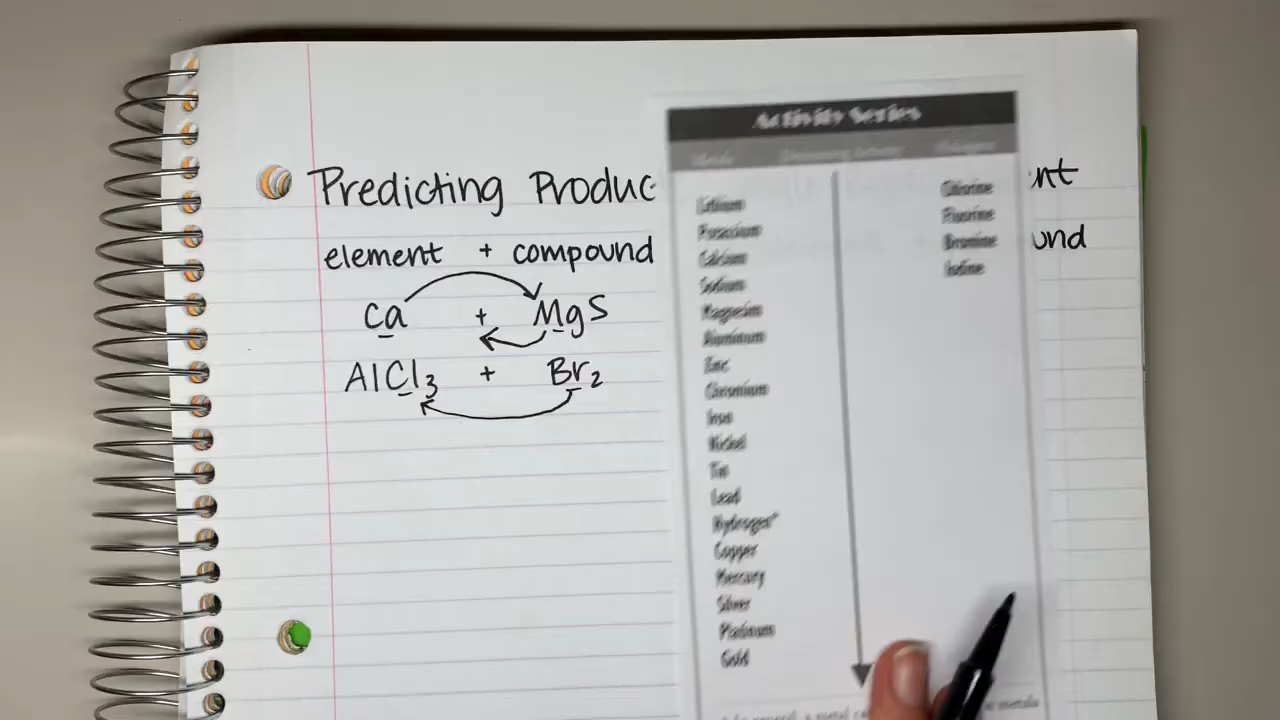 Activity Series
Predicting Produc
nt
element + compound
und
Ca + MgS
AlCl3 + Br2
Lithium
Potassium
Calcium
Sodium
Magnesium
Aluminum
Zinc
Chromium
Iron
Nickel
Tin
Lead
Hydrogen*
Copper
Mercury
Silver
Platinum
Gold
Chlorine
Fluorine
Bromine
Iodine